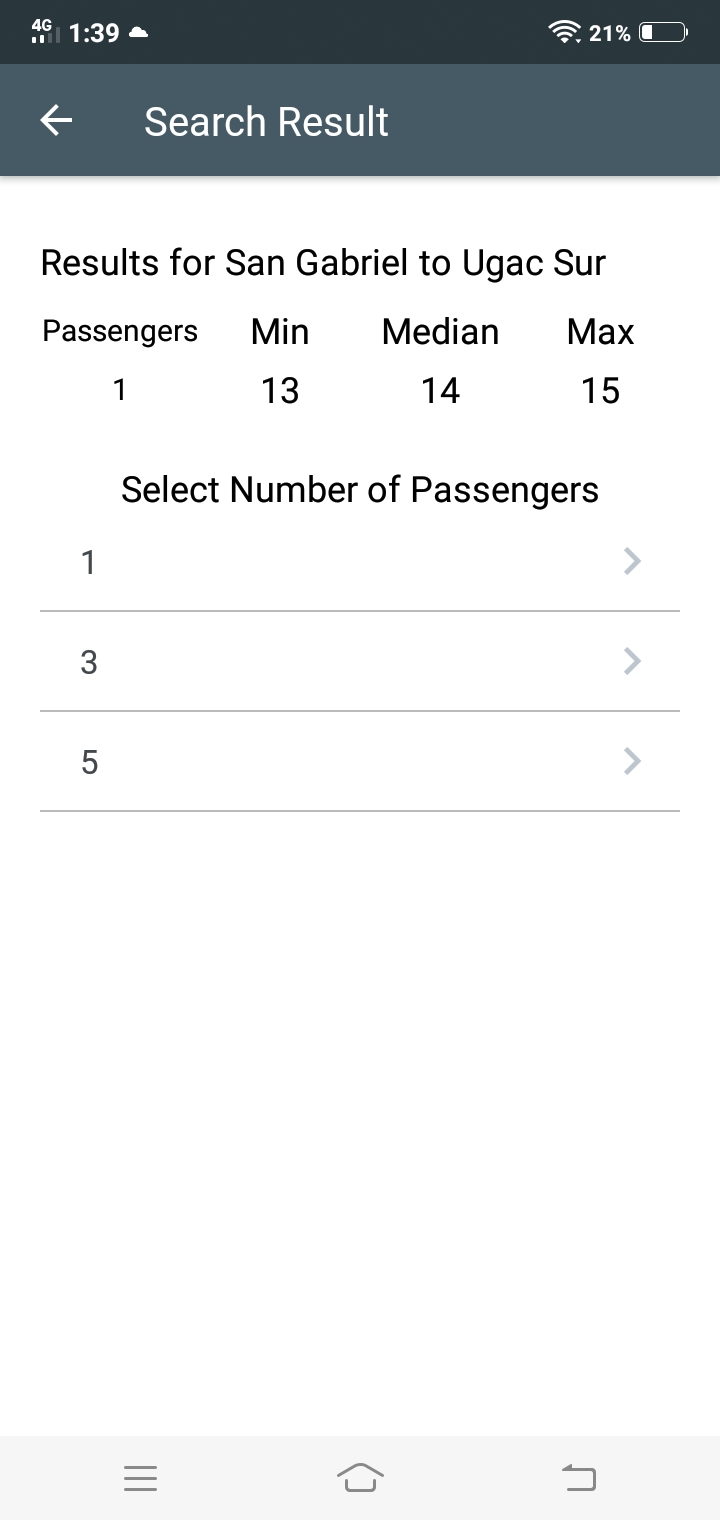 4G 1:39 21%
Search Result
Results for San Gabriel to Ugac Sur
Passengers Min Median Max
1 13 14 15
Select Number of Passengers
1
3
5